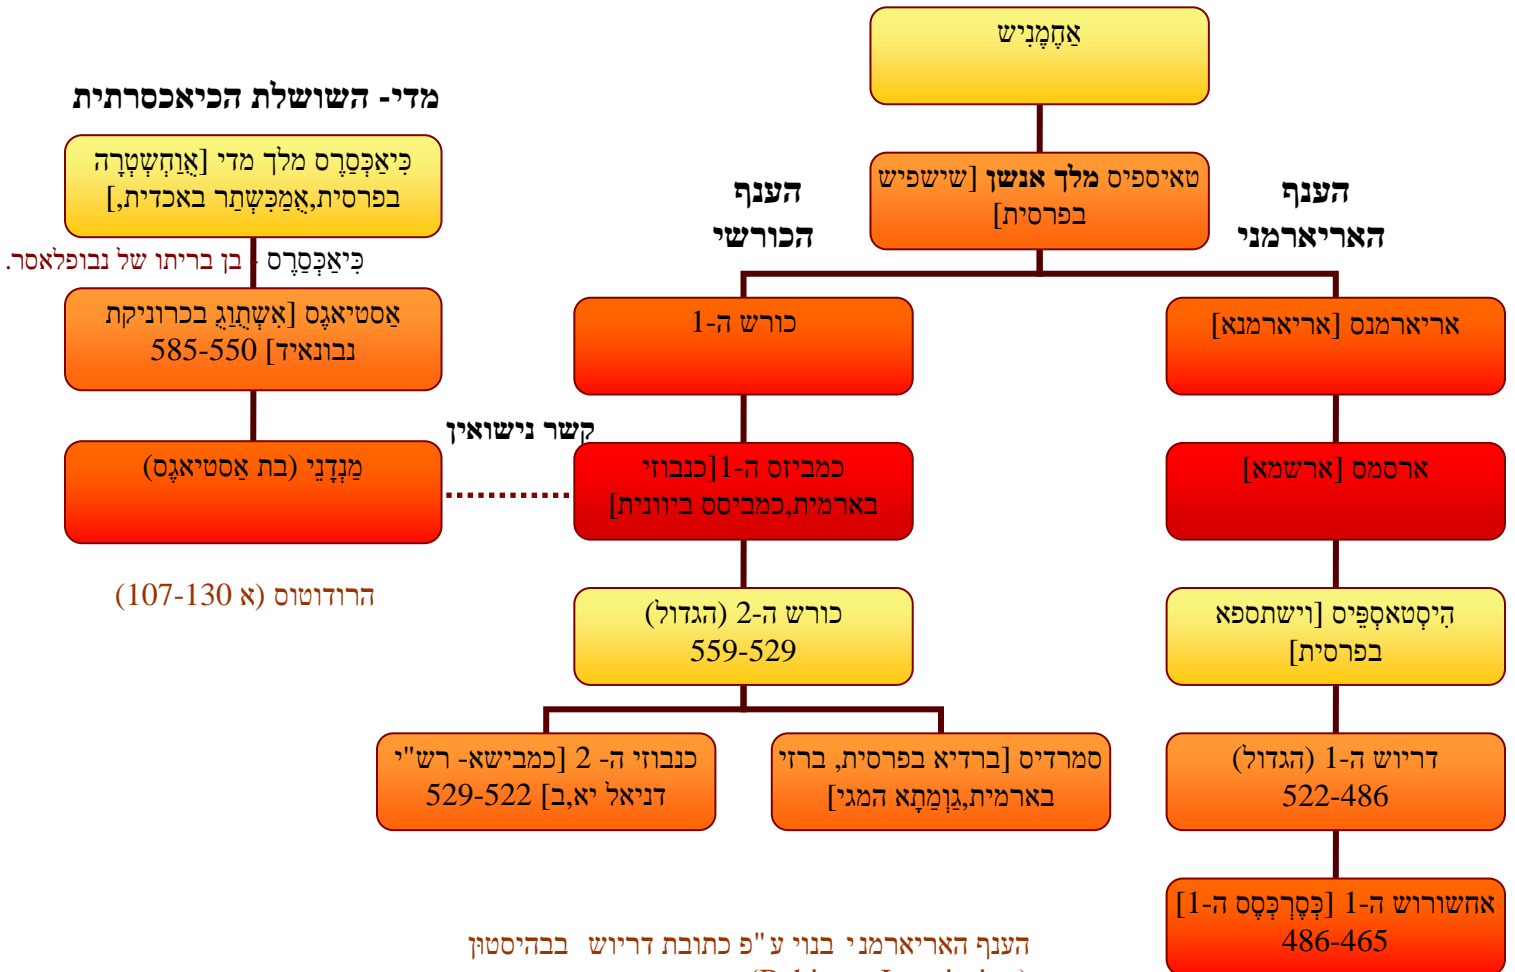 אַחֶמֶנִיש
טאיספיס מלך אנשן [שישפיש
בפרסית]
הענף
האריארמני
הענף
הכורשי
אריארמנס [אריארמנא]
כורש ה-1
ארסמס [ארשמא]
כמביזס ה-1[כנבוזי
בארמית,כמביסס ביוונית]
קשר נישואין
הִיסְטאסְפֵּיס [וישתספא
בפרסית]
כורש ה-2 (הגדול)
559-529
דריוש ה-1 (הגדול)
522-486
סמרדיס [ברדיא בפרסית, ברזי
בארמית,גַוְמַתָא המגי]
כנבוזי ה- 2 [כמבישא- רש"י
דניאל יא,ב] 529-522
אחשורוש ה-1 [כְּסֶרְכְּסֶס ה-1]
486-465
מדי- השושלת הכיאכסרתית
כִּיאַכְּסַרֶס מלך מדי [אֻוַחְשְטְרָה
בפרסית,אֻמַכִּשְתַר באכדית,]
כִּיאַכְּסַרֶס - בן בריתו של נבופלאסר.
אַסטיאגֶס [אִשְתֻוַגֻ בכרוניקת
נבונאיד] 585-550
מַנְדָנֵי (בת אַסטיאגֶס)
הרודוטוס (א 107-130)
הענף האריארמני בנוי ע"פ כתובת דריוש בבהיסטוּן